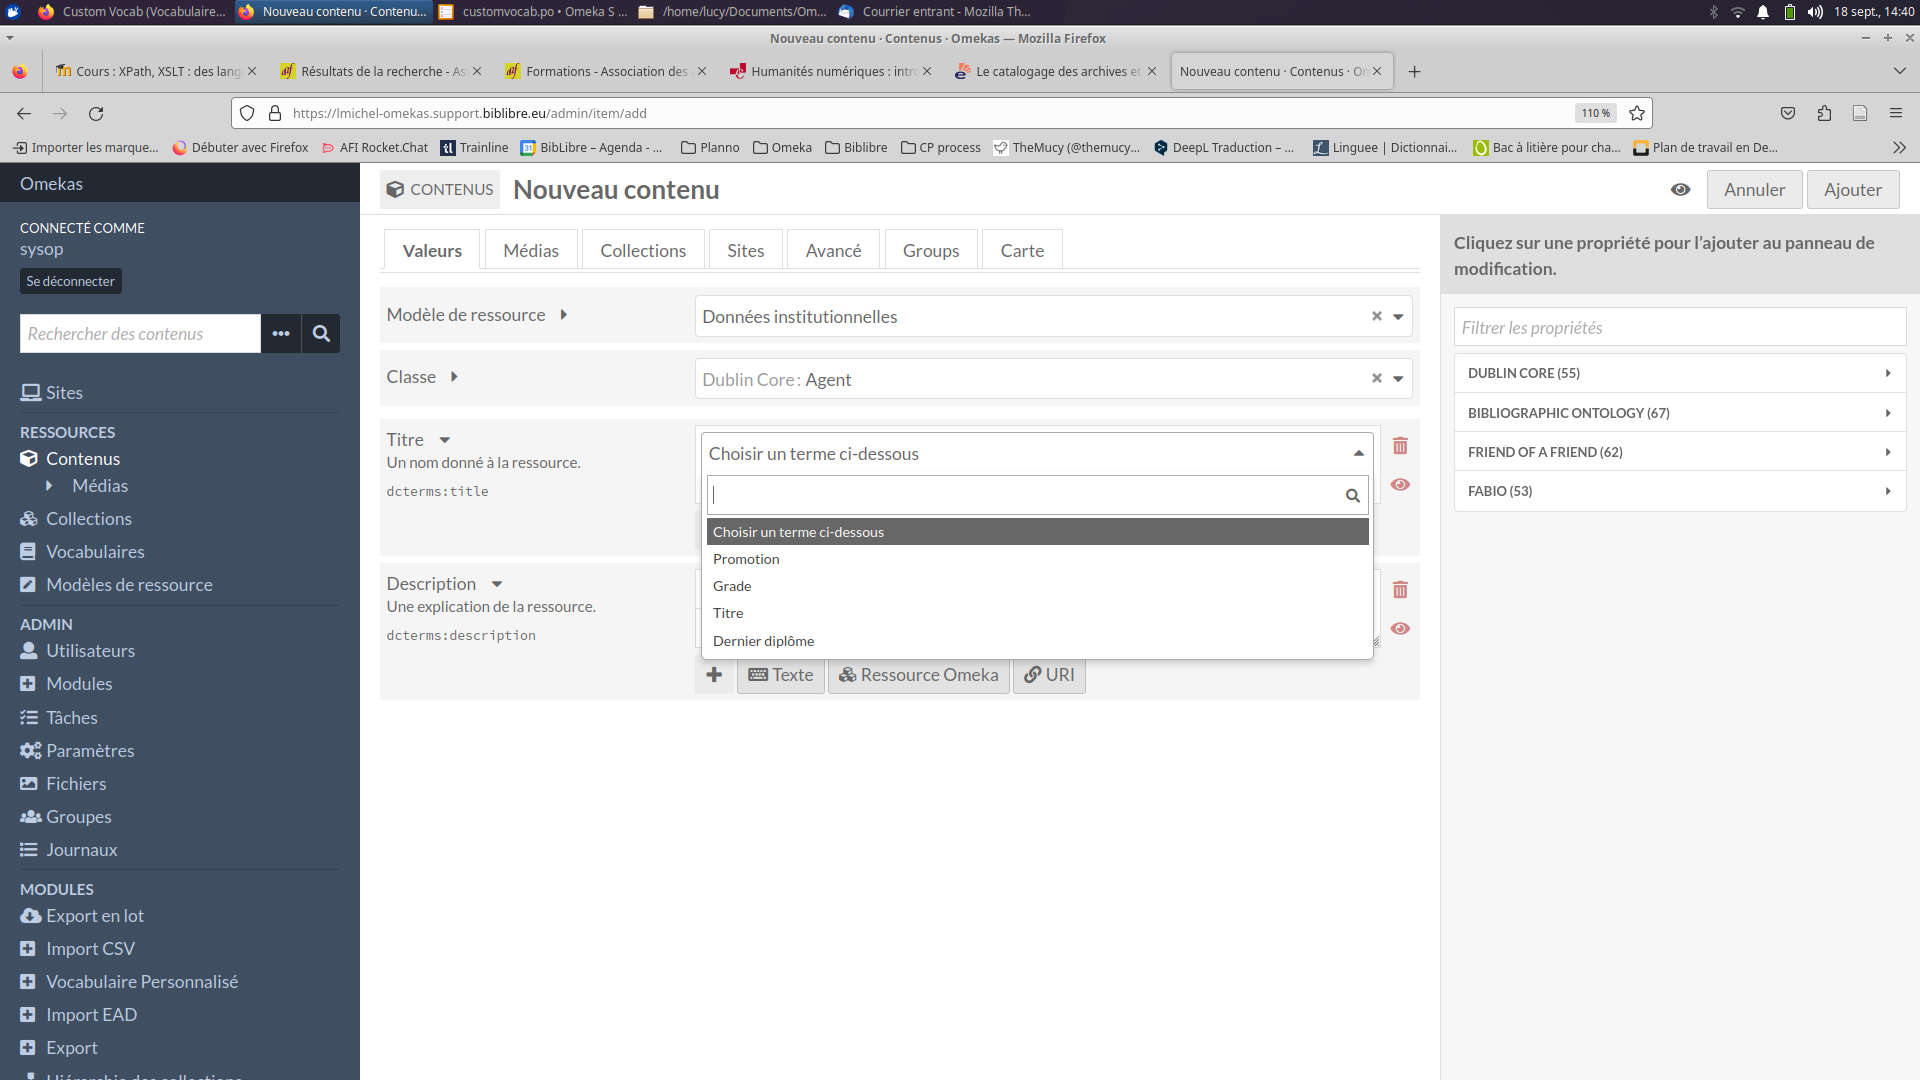 Custom Vocab (Vocabulaire...
Nouveau contenu · Contenu...
customvocab.po • Omeka S ...
/home/lucy/Documents/Om...
Courrier entrant - Mozilla Th...
18 sept., 14:40
Nouveau contenu · Contenus · Omekas — Mozilla Firefox
Cours : XPath, XSLT : des lang
Résultats de la recherche - As
Formations - Association des
Humanités numériques : intro
Le catalogage des archives et
Nouveau contenu · Contenus · Om
https://lmichel-omekas.support.biblibre.eu/admin/item/add
110 %
Importer les marque...
Débuter avec Firefox
AFI Rocket.Chat
Trainline
BibLibre – Agenda - ...
Planno
Omeka
Biblibre
CP process
TheMucy (@themucy...
DeepL Traduction – ...
Linguee | Dictionnai...
Bac à litière pour cha...
Plan de travail en De...
Omekas
CONNECTÉ COMME
sysop
Se déconnecter
Rechercher des contenus
Sites
RESSOURCES
Contenus
Médias
Collections
Vocabulaires
Modèles de ressource
ADMIN
Utilisateurs
Modules
Tâches
Paramètres
Fichiers
Groupes
Journaux
MODULES
Export en lot
Import CSV
Vocabulaire Personnalisé
Import EAD
Export
Hiérarchie des collections
CONTENUS
Nouveau contenu
Annuler
Ajouter
Valeurs
Médias
Collections
Sites
Avancé
Groups
Carte
Modèle de ressource
Données institutionnelles
Classe
Dublin Core : Agent
Titre
Un nom donné à la ressource.
dcterms:title
Choisir un terme ci-dessous
Choisir un terme ci-dessous
Promotion
Grade
Titre
Dernier diplôme
Description
Une explication de la ressource.
dcterms:description
Texte
Ressource Omeka
URI
Cliquez sur une propriété pour l’ajouter au panneau de
modification.
Filtrer les propriétés
DUBLIN CORE (55)
BIBLIOGRAPHIC ONTOLOGY (67)
FRIEND OF A FRIEND (62)
FABIO (53)